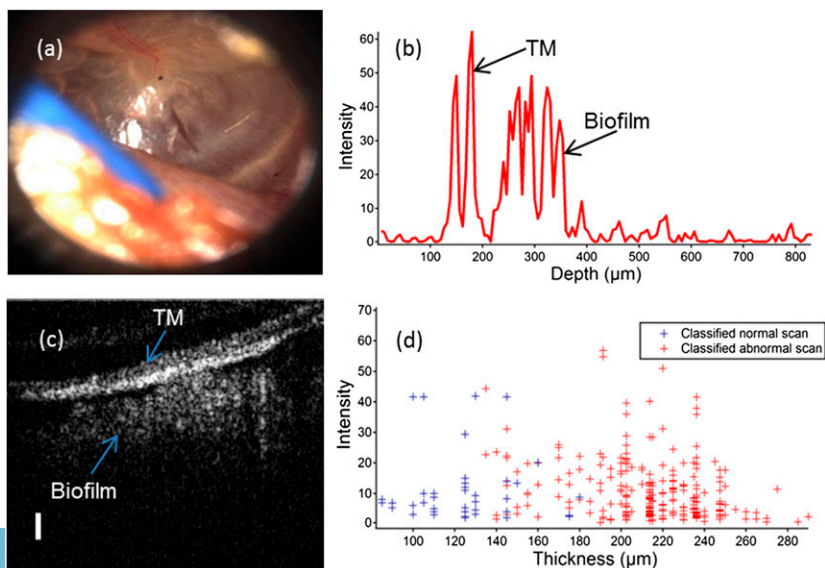 (a)
(b)
TM
Biofilm
Intensity
60
50
40
30
20
10
0
100 200 300 400 500 600 700 800
Depth (µm)
(c)
TM
Biofilm
(d)
+ Classified normal scan
+ Classified abnormal scan
Intensity
70
60
50
40
30
20
10
0
100 120 140 160 180 200 220 240 260 280
Thickness (µm)